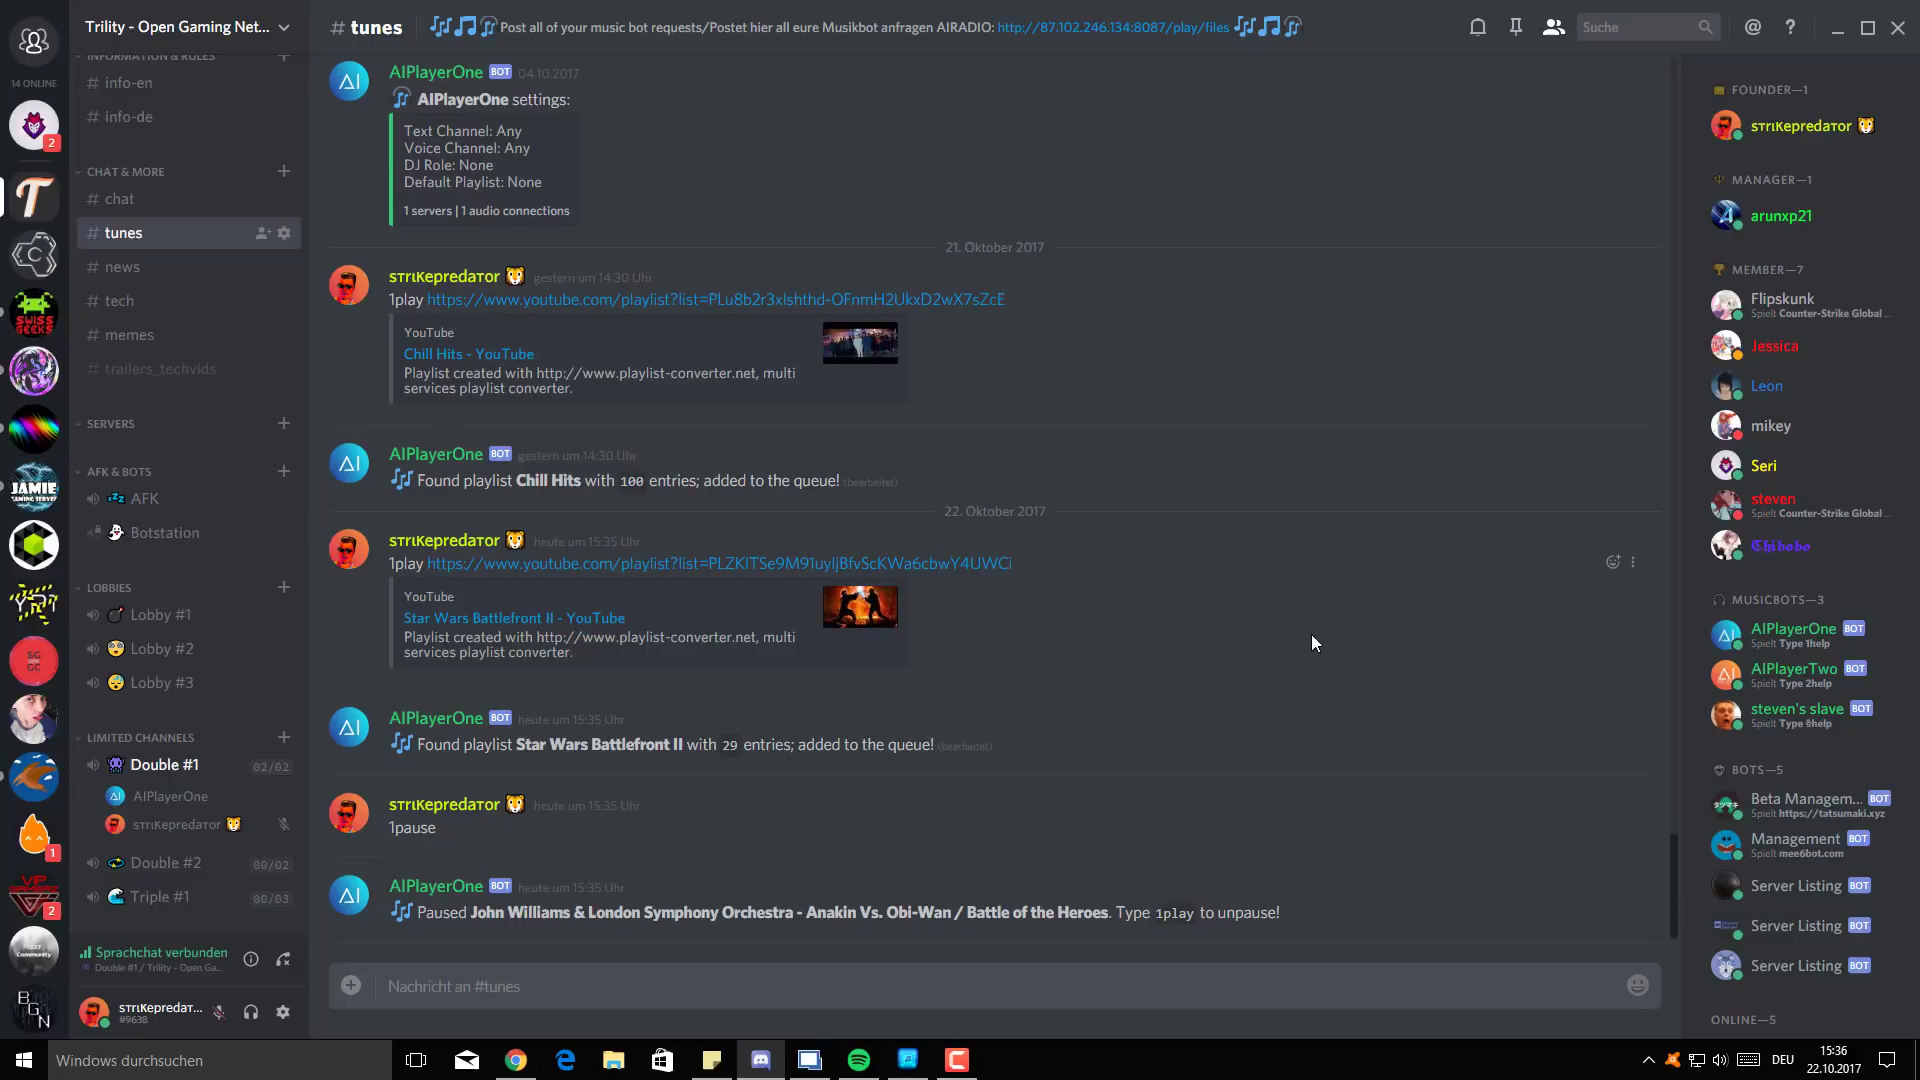 Trility - Open Gaming Net...
# tunes
Post all of your music bot requests/Postet hier all eure Musikbot anfragen AIRADIO: http://87.102.246.134:8087/play/files
Suche
14 ONLINE
2
SWISS GEEKS
JAMIE
SG GC
1
VIP
2
Community
BGN
INFORMATION & RULES
# info-en
# info-de
CHAT & MORE
# chat
# tunes
# news
# tech
# memes
# trailers_techvids
SERVERS
AFK & BOTS
AFK
Botstation
LOBBIES
Lobby #1
Lobby #2
Lobby #3
LIMITED CHANNELS
Double #1 02/02
AIPlayerOne
sтrιĸepredaтor
Double #2 00/02
Triple #1 00/03
Sprachchat verbunden
Double #1 / Trility - Open Ga...
sтrιĸepredaт...
#9638
AIPlayerOne BOT 04.10.2017
AIPlayerOne settings:
Text Channel: Any
Voice Channel: Any
DJ Role: None
Default Playlist: None
1 servers | 1 audio connections
21. Oktober 2017
sтrιĸepredaтor gestern um 14:30 Uhr
1play https://www.youtube.com/playlist?list=PLu8b2r3xlshthd-OFnmH2UkxD2wX7sZcE
YouTube
Chill Hits - YouTube
Playlist created with http://www.playlist-converter.net, multi
services playlist converter.
AIPlayerOne BOT gestern um 14:30 Uhr
Found playlist Chill Hits with 100 entries; added to the queue! (bearbeitet)
22. Oktober 2017
sтrιĸepredaтor heute um 15:35 Uhr
1play https://www.youtube.com/playlist?list=PLZKITSe9M91uyIjBfvScKWa6cbwY4UWCi
YouTube
Star Wars Battlefront II - YouTube
Playlist created with http://www.playlist-converter.net, multi
services playlist converter.
AIPlayerOne BOT heute um 15:35 Uhr
Found playlist Star Wars Battlefront II with 29 entries; added to the queue! (bearbeitet)
sтrιĸepredaтor heute um 15:35 Uhr
1pause
AIPlayerOne BOT heute um 15:35 Uhr
Paused John Williams & London Symphony Orchestra - Anakin Vs. Obi-Wan / Battle of the Heroes. Type 1play to unpause!
Nachricht an #tunes
FOUNDER—1
sтrιĸepredaтor
MANAGER—1
arunxp21
MEMBER—7
Flipskunk
Spielt Counter-Strike Global ...
Jessica
Leon
mikey
Seri
steven
Spielt Counter-Strike Global ...
𝕮𝖍𝖎𝖇𝖔𝖇𝖔
MUSICBOTS—3
AIPlayerOne BOT
Spielt Type 1help
AIPlayerTwo BOT
Spielt Type 2help
steven's slave BOT
Spielt Type §help
BOTS—5
Beta Managem... BOT
Spielt https://tatsumaki.xyz
Management BOT
Spielt mee6bot.com
Server Listing BOT
Server Listing BOT
Server Listing BOT
ONLINE—5
Windows durchsuchen
DEU
15:36
22.10.2017